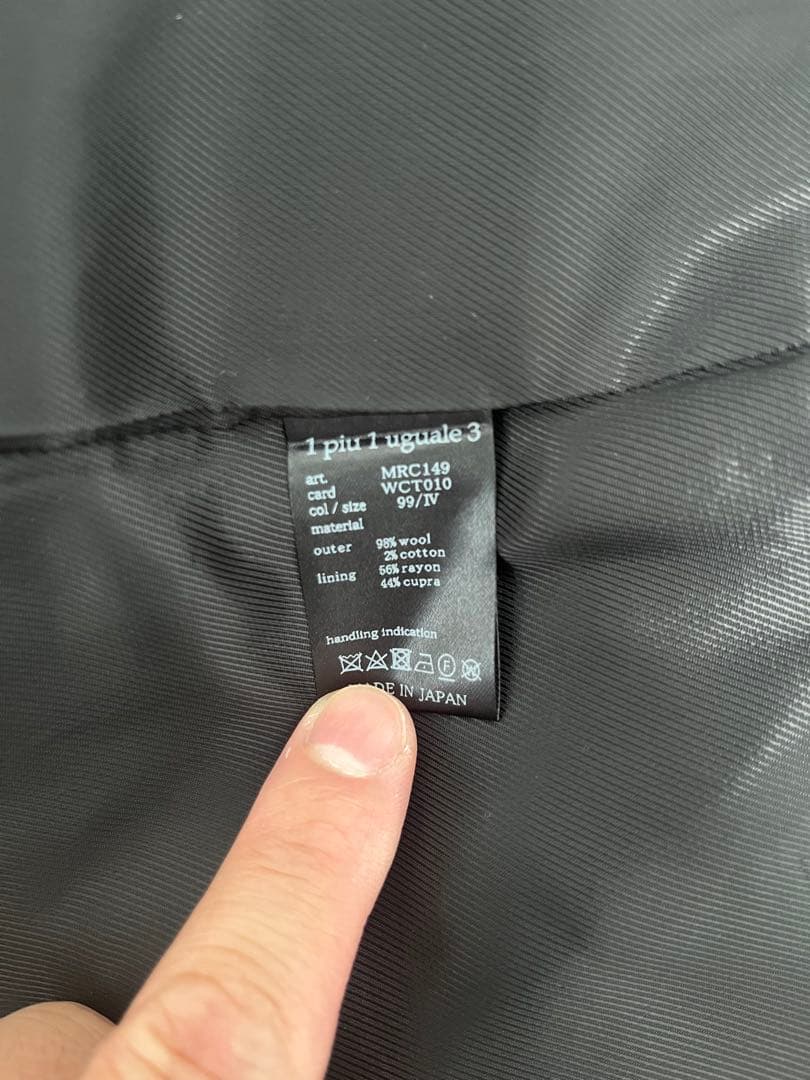 1 piu 1 uguale 3
art. MRC149
card WCT010
col / size 99/IV
material
outer 98% wool
2% cotton
lining 56% rayon
44% cupra
handling indication
F W
MADE IN JAPAN